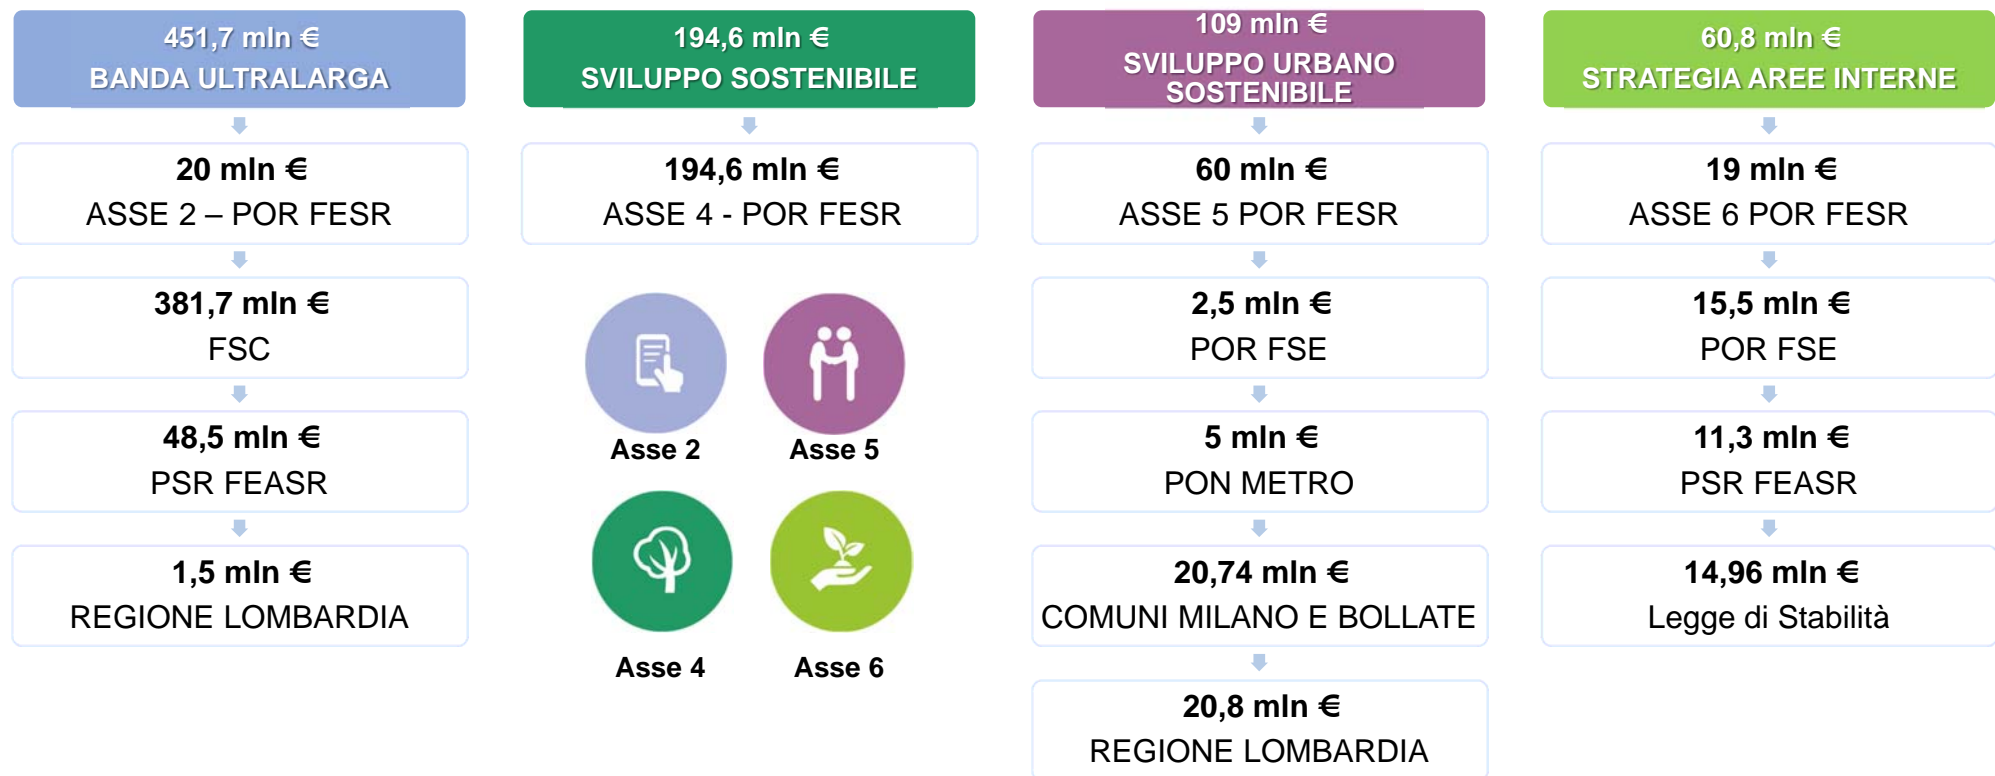 451,7 mln €
BANDA ULTRALARGA
20 mln €
ASSE 2 – POR FESR
381,7 mln €
FSC
48,5 mln €
PSR FEASR
1,5 mln €
REGIONE LOMBARDIA
194,6 mln €
SVILUPPO SOSTENIBILE
194,6 mln €
ASSE 4 - POR FESR
Asse 2
Asse 5
Asse 4
Asse 6
109 mln €
SVILUPPO URBANO
SOSTENIBILE
60 mln €
ASSE 5 POR FESR
2,5 mln €
POR FSE
5 mln €
PON METRO
20,74 mln €
COMUNI MILANO E BOLLATE
20,8 mln €
REGIONE LOMBARDIA
60,8 mln €
STRATEGIA AREE INTERNE
19 mln €
ASSE 6 POR FESR
15,5 mln €
POR FSE
11,3 mln €
PSR FEASR
14,96 mln €
Legge di Stabilità